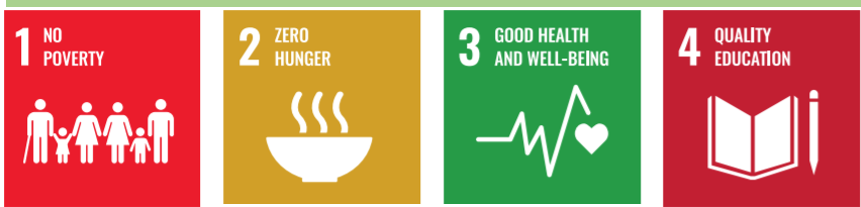 1 NO
POVERTY
2 ZERO
HUNGER
3 GOOD HEALTH
AND WELL-BEING
4 QUALITY
EDUCATION